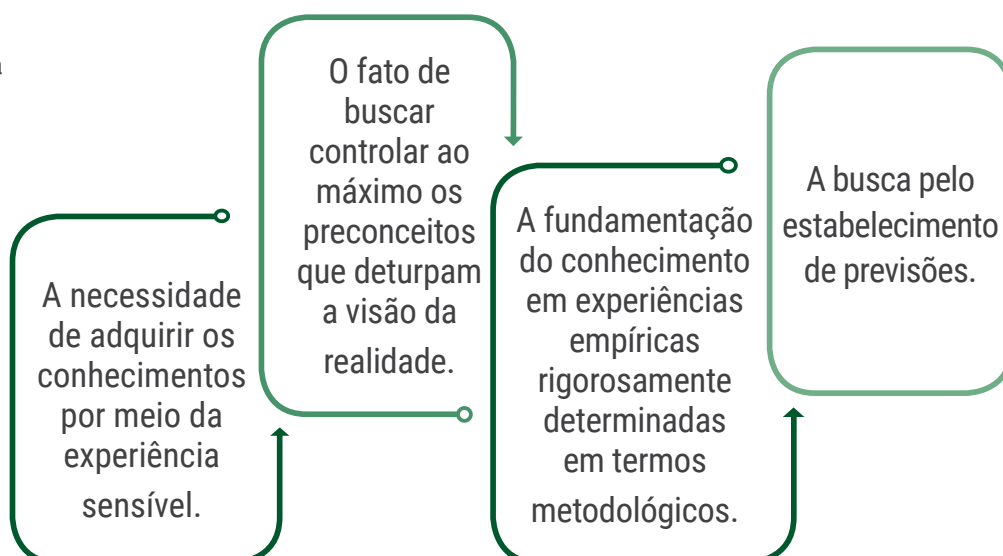 A necessidade
de adquirir os
conhecimentos
por meio da
experiência
sensível.
O fato de
buscar
controlar ao
máximo os
preconceitos
que deturpam
a visão da
realidade.
A fundamentação
do conhecimento
em experiências
empíricas
rigorosamente
determinadas
em termos
metodológicos.
A busca pelo
estabelecimento
de previsões.